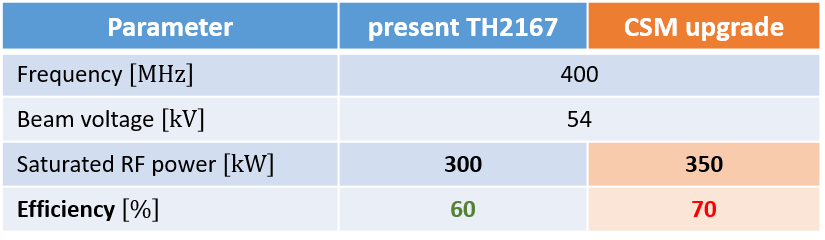 Parameter present TH2167 CSM upgrade
Frequency [MHz] 400
Beam voltage [kV] 54
Saturated RF power [kW] 300 350
Efficiency [%] 60 70